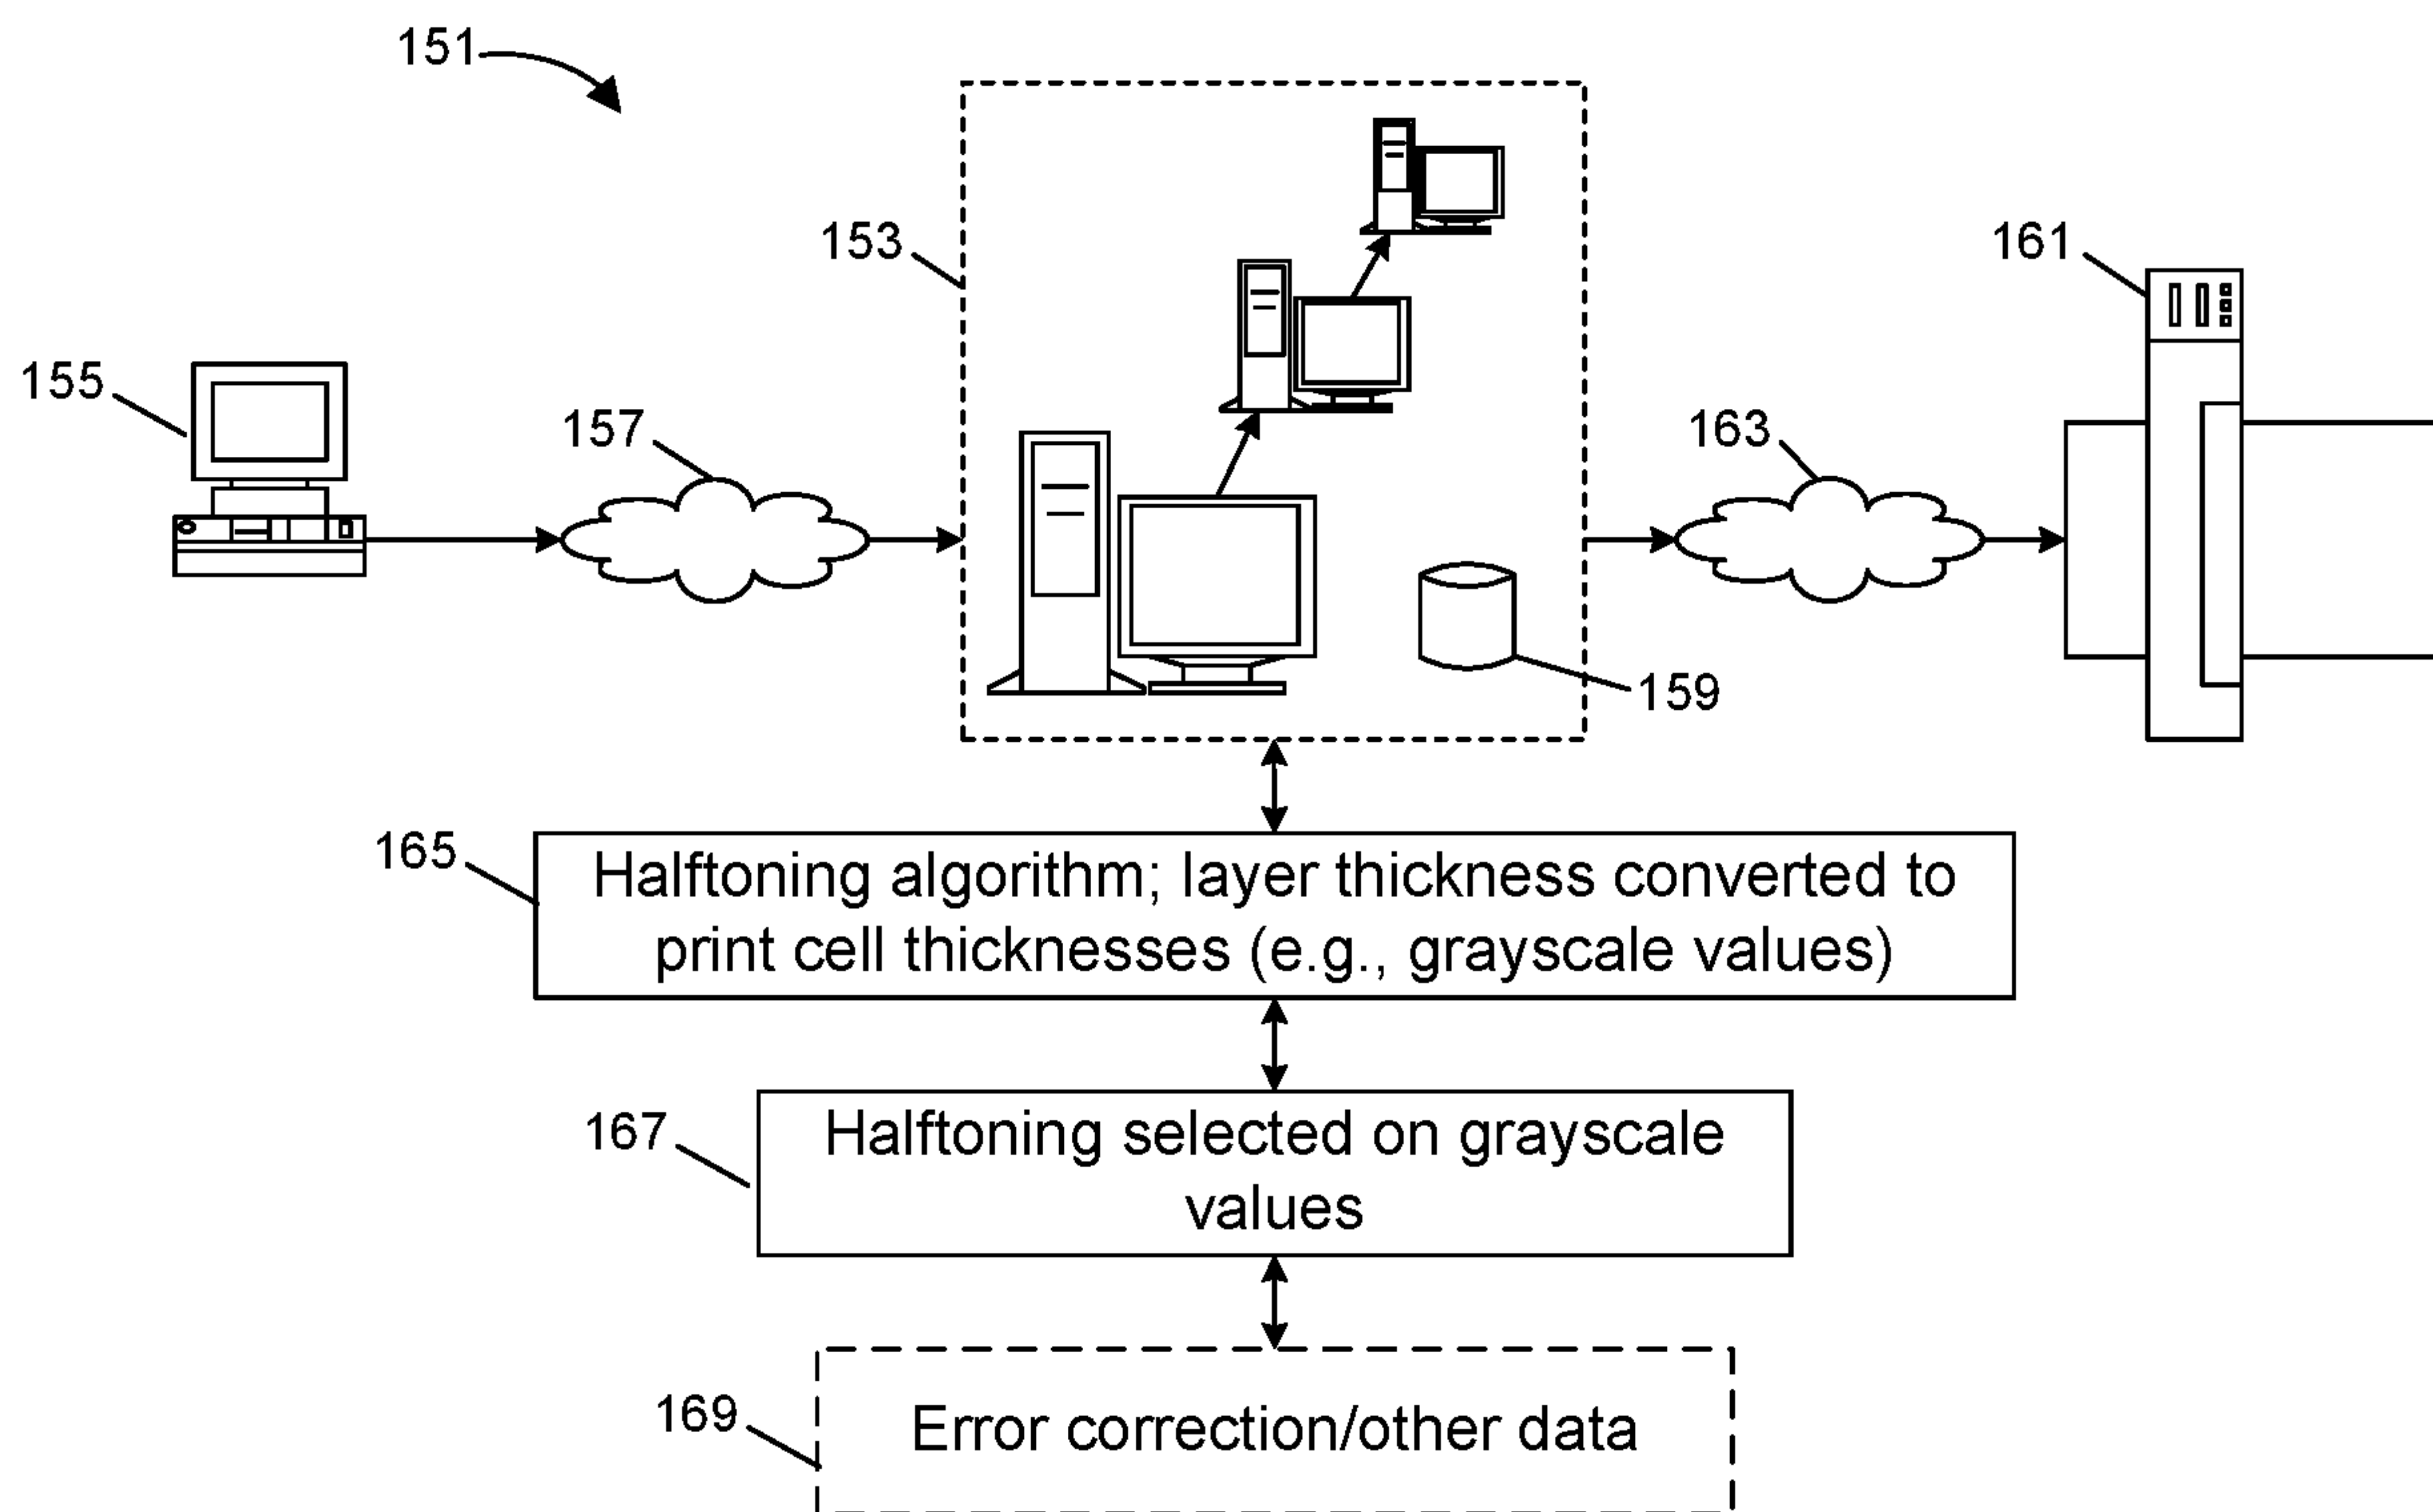 151
153
161
155
157
163
159
165
Halftoning algorithm; layer thickness converted to
print cell thicknesses (e.g., grayscale values)
167
Halftoning selected on grayscale
values
169
Error correction/other data